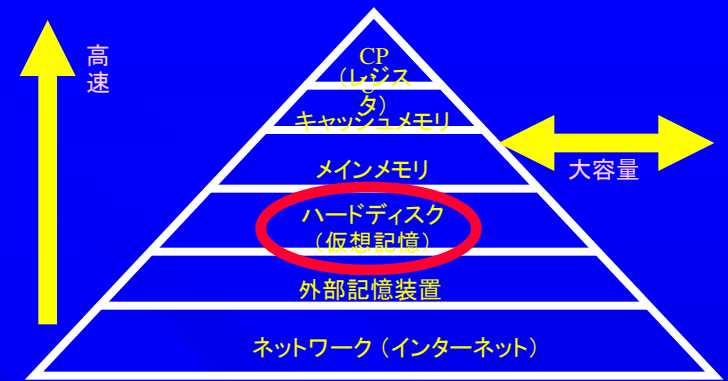 高速
CPU
(レジスタ)
キャッシュメモリ
メインメモリ
大容量
ハードディスク
(仮想記憶)
外部記憶装置
ネットワーク(インターネット)